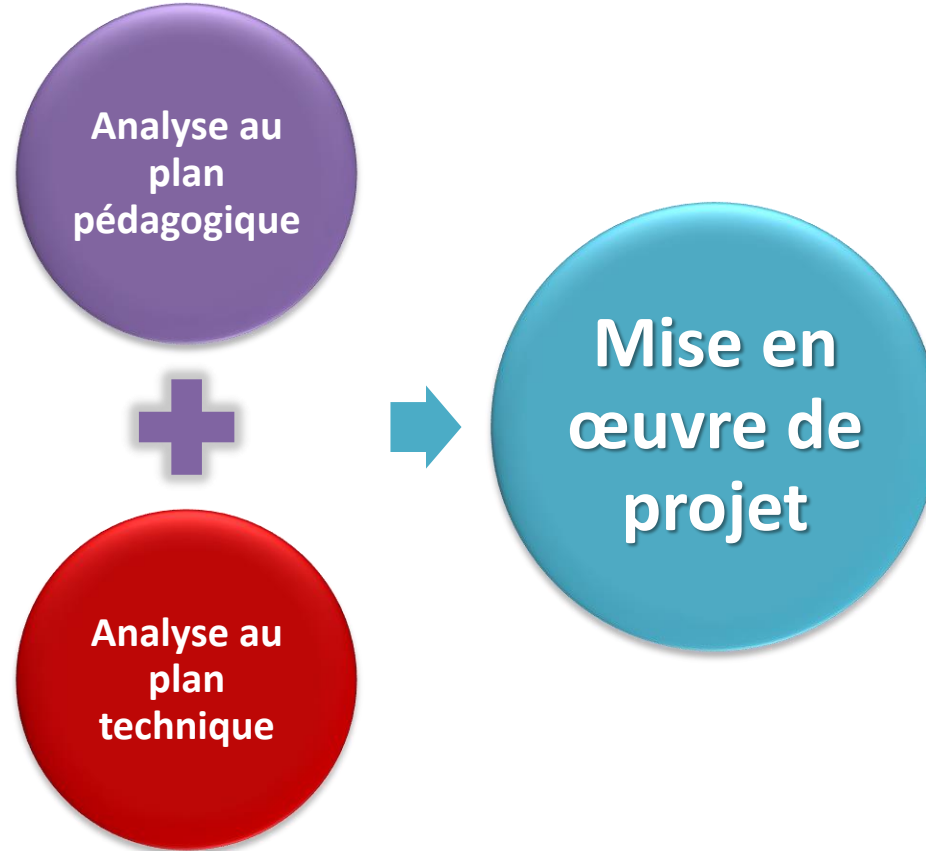 Analyse au
plan
pédagogique
Analyse au
plan
technique
Mise en
œuvre de
projet